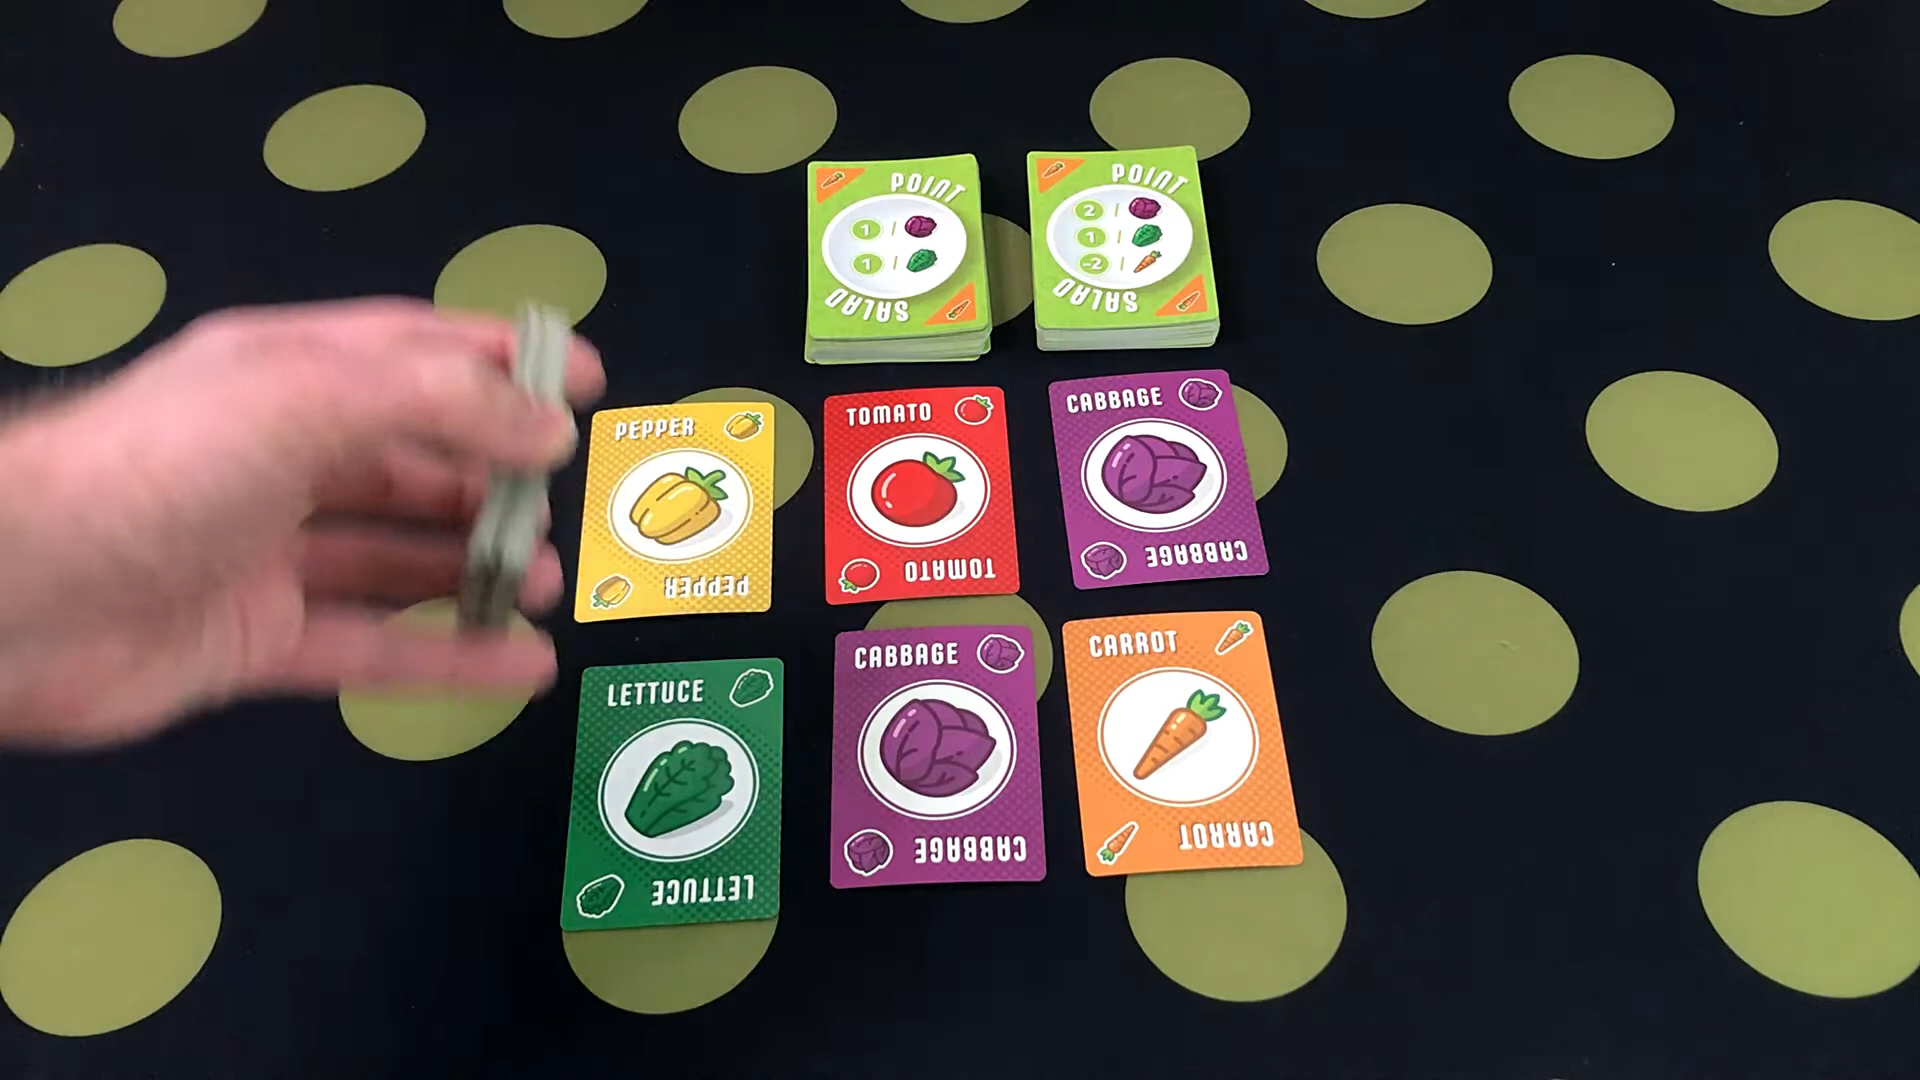 POINT
1 /
1 /
SALAD
POINT
2 /
1 /
-2 /
SALAD
PEPPER
PEPPER
TOMATO
TOMATO
CABBAGE
CABBAGE
LETTUCE
LETTUCE
CABBAGE
CABBAGE
CARROT
CARROT